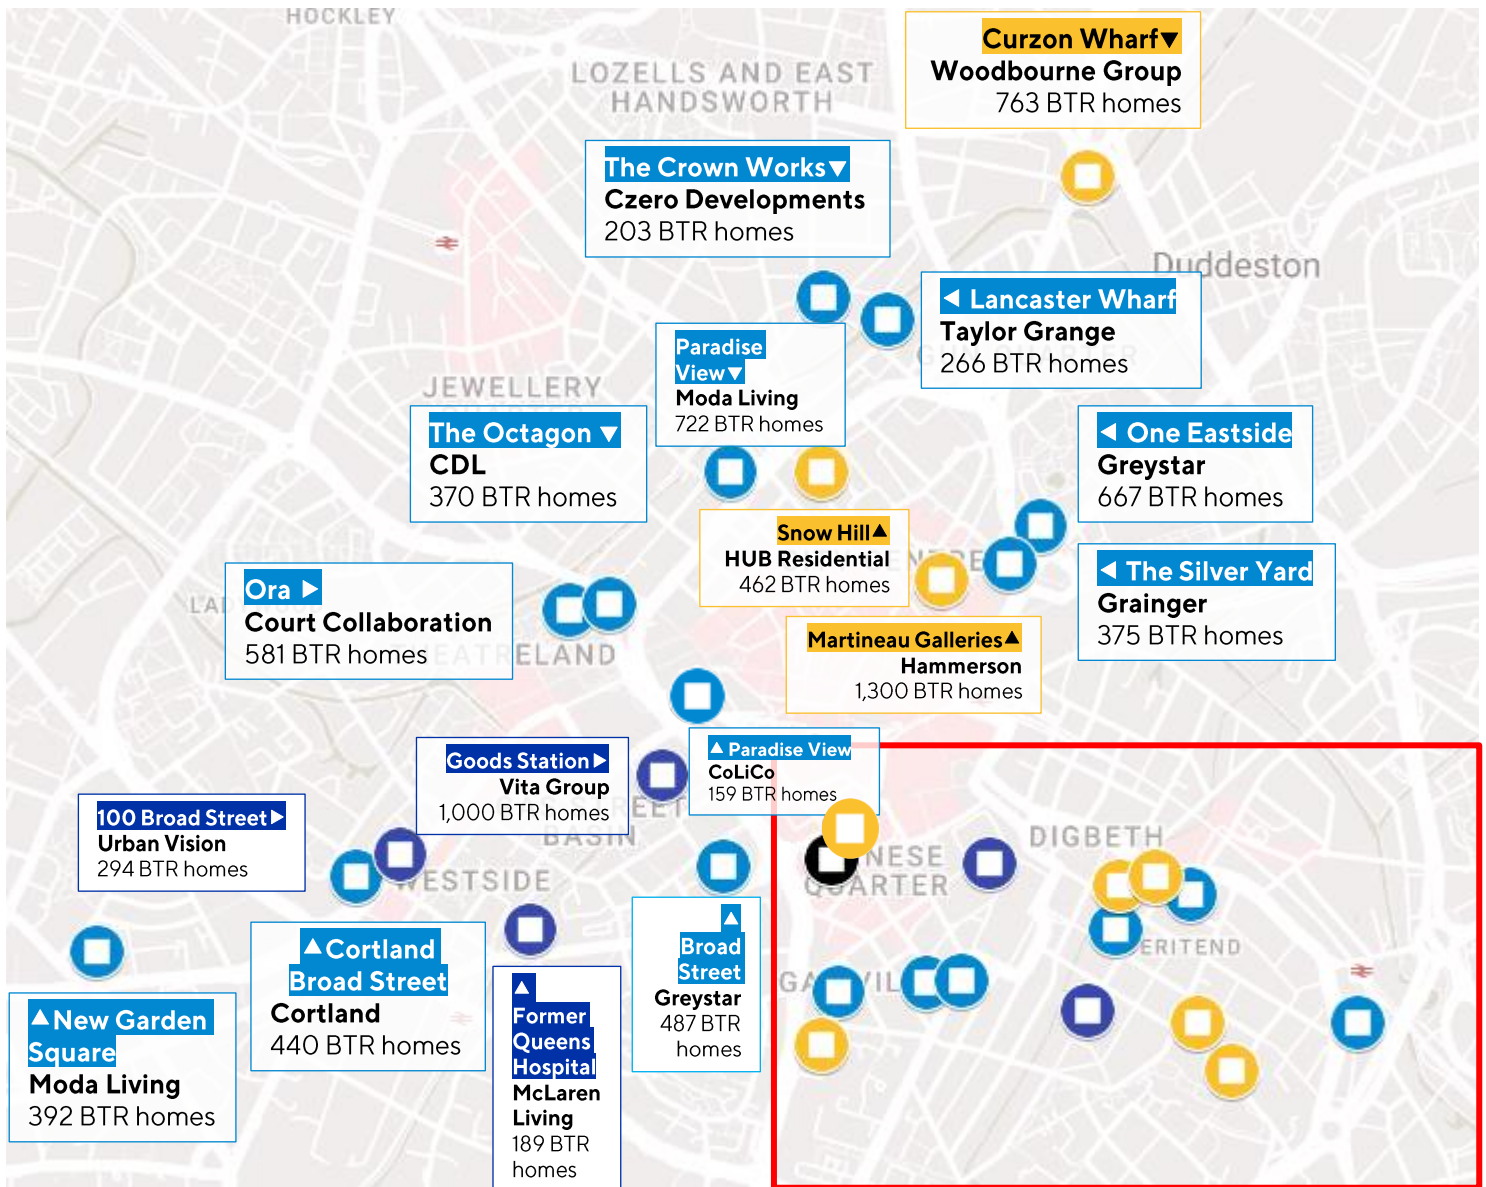 HOCKLEY
LOZELLS AND EAST
HANDSWORTH
Curzon Wharf▼
Woodbourne Group
763 BTR homes
The Crown Works▼
Czero Developments
203 BTR homes
Duddeston
◄ Lancaster Wharf
Taylor Grange
266 BTR homes
Paradise
View▼
Moda Living
722 BTR homes
JEWELLERY
The Octagon ▼
CDL
370 BTR homes
◄ One Eastside
Greystar
667 BTR homes
Snow Hill▲
HUB Residential
462 BTR homes
◄ The Silver Yard
Grainger
375 BTR homes
Ora ►
Court Collaboration
581 BTR homes
Martineau Galleries▲
Hammerson
1,300 BTR homes
Goods Station►
Vita Group
1,000 BTR homes
▲ Paradise View
CoLiCo
159 BTR homes
100 Broad Street►
Urban Vision
294 BTR homes
BASIN
DIGBETH
QUARTER
WESTSIDE
▲Cortland
Broad Street
Cortland
440 BTR homes
▲
Broad
Street
Greystar
487 BTR
homes
▲New Garden
Square
Moda Living
392 BTR homes
▲
Former
Queens
Hospital
McLaren
Living
189 BTR
homes